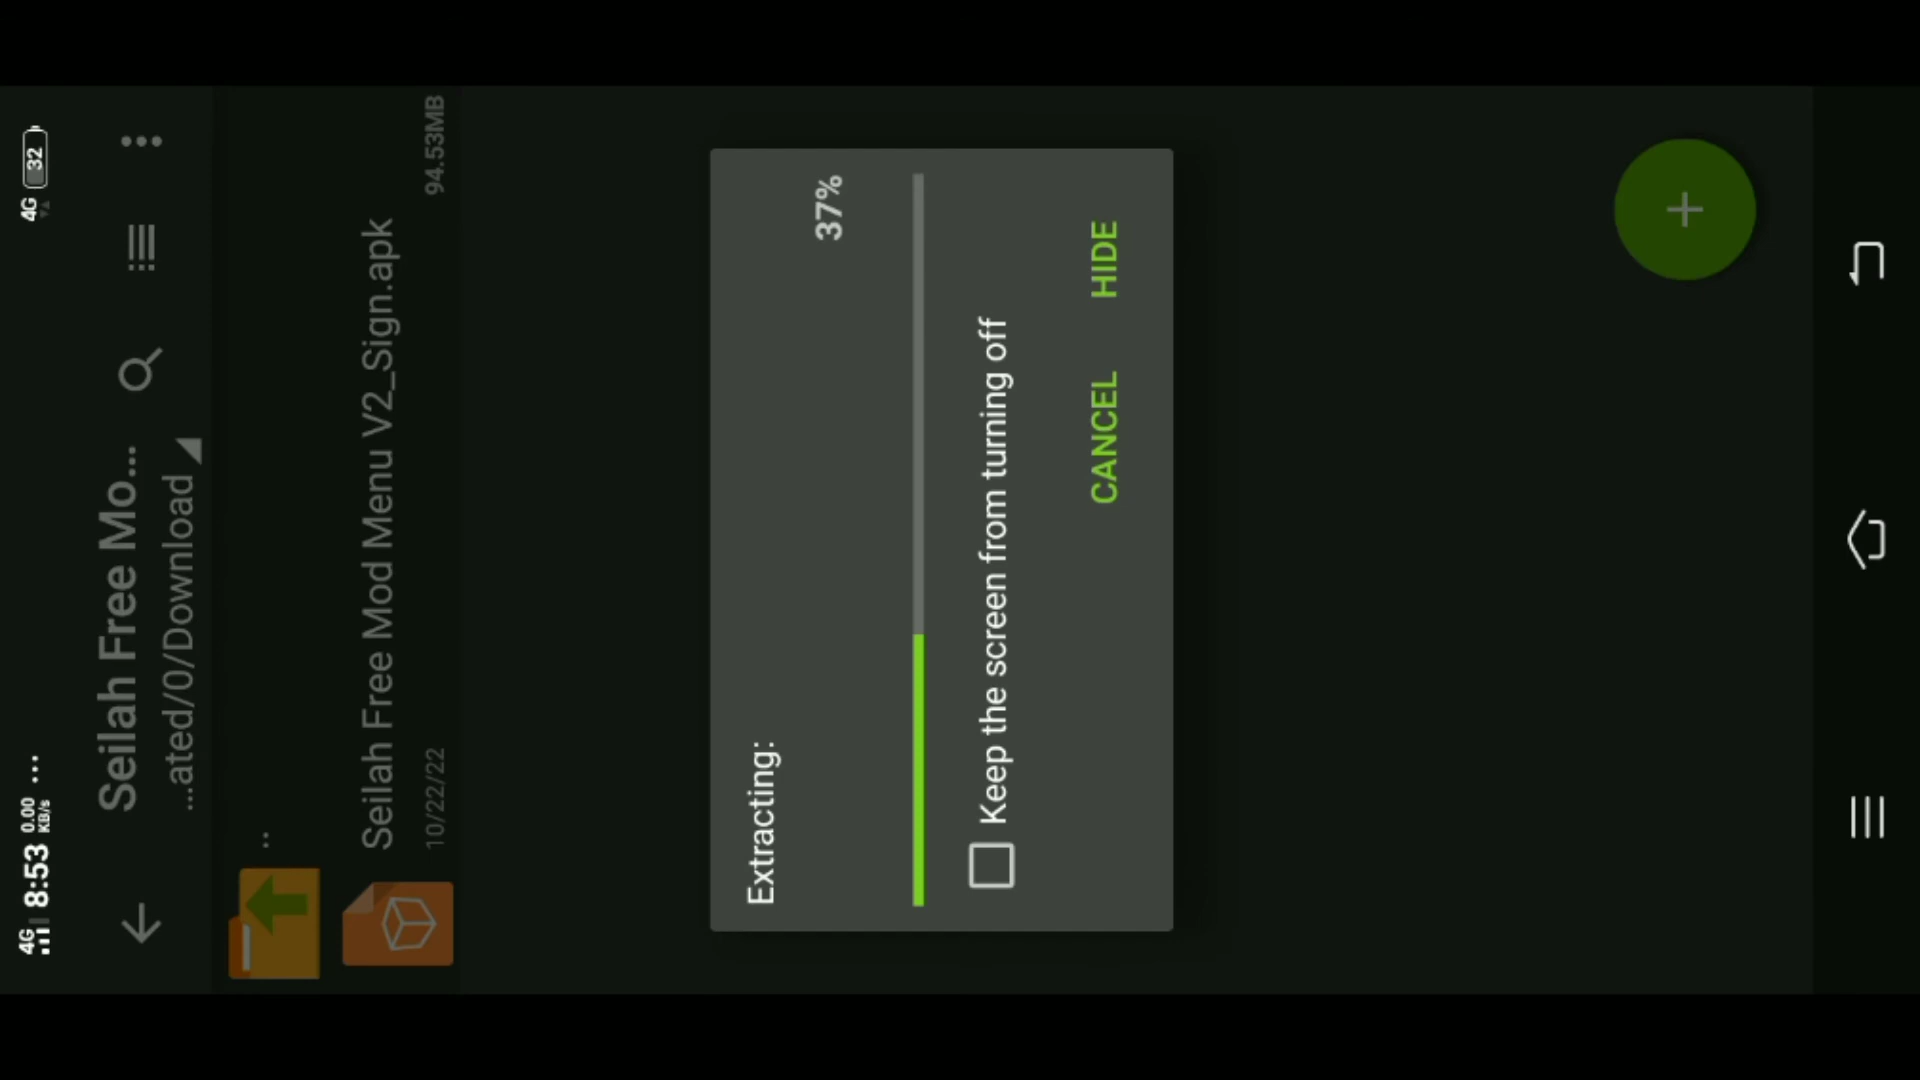 4G 8:53 0.00 KB/s ... 4G 32
Seilah Free Mo...
...ated/0/Download
..
Seilah Free Mod Menu V2_Sign.apk
10/22/22 94.53MB
Extracting:
37%
Keep the screen from turning off
CANCEL HIDE